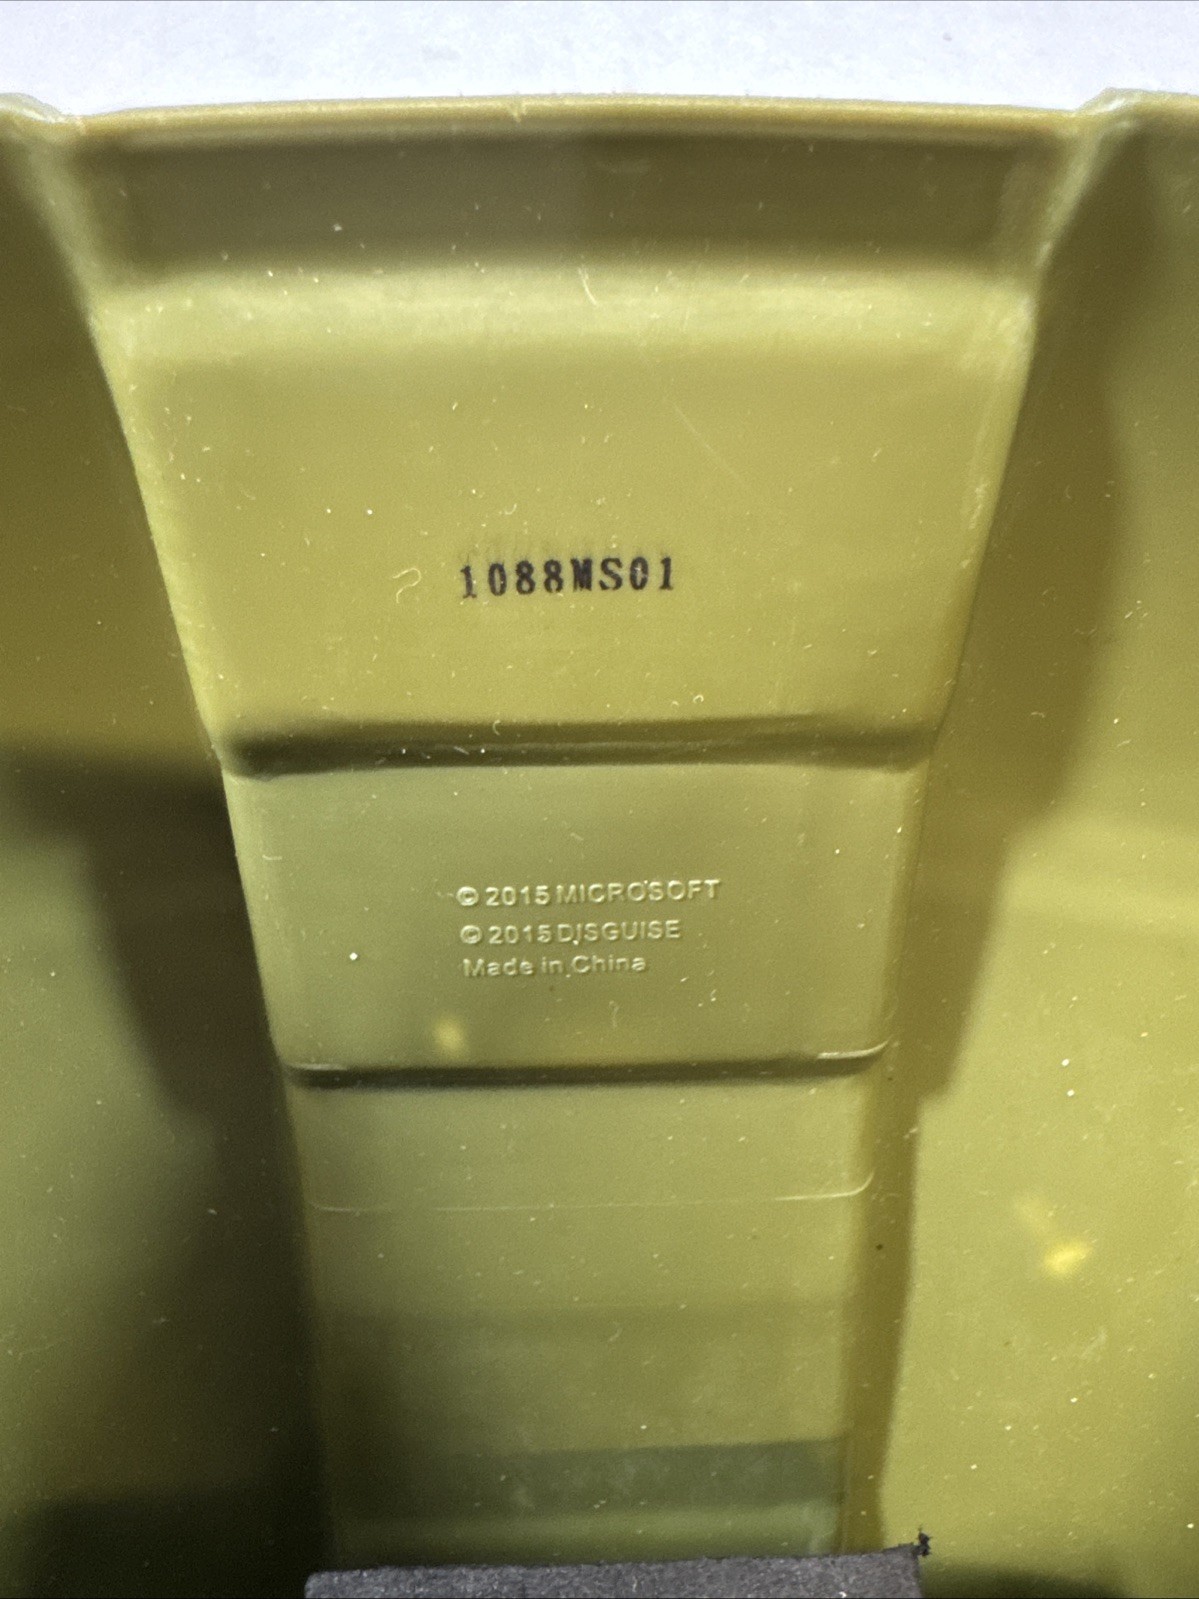 1088MS01
© 2015 MICROSOFT
© 2015 DISGUISE
Made in China